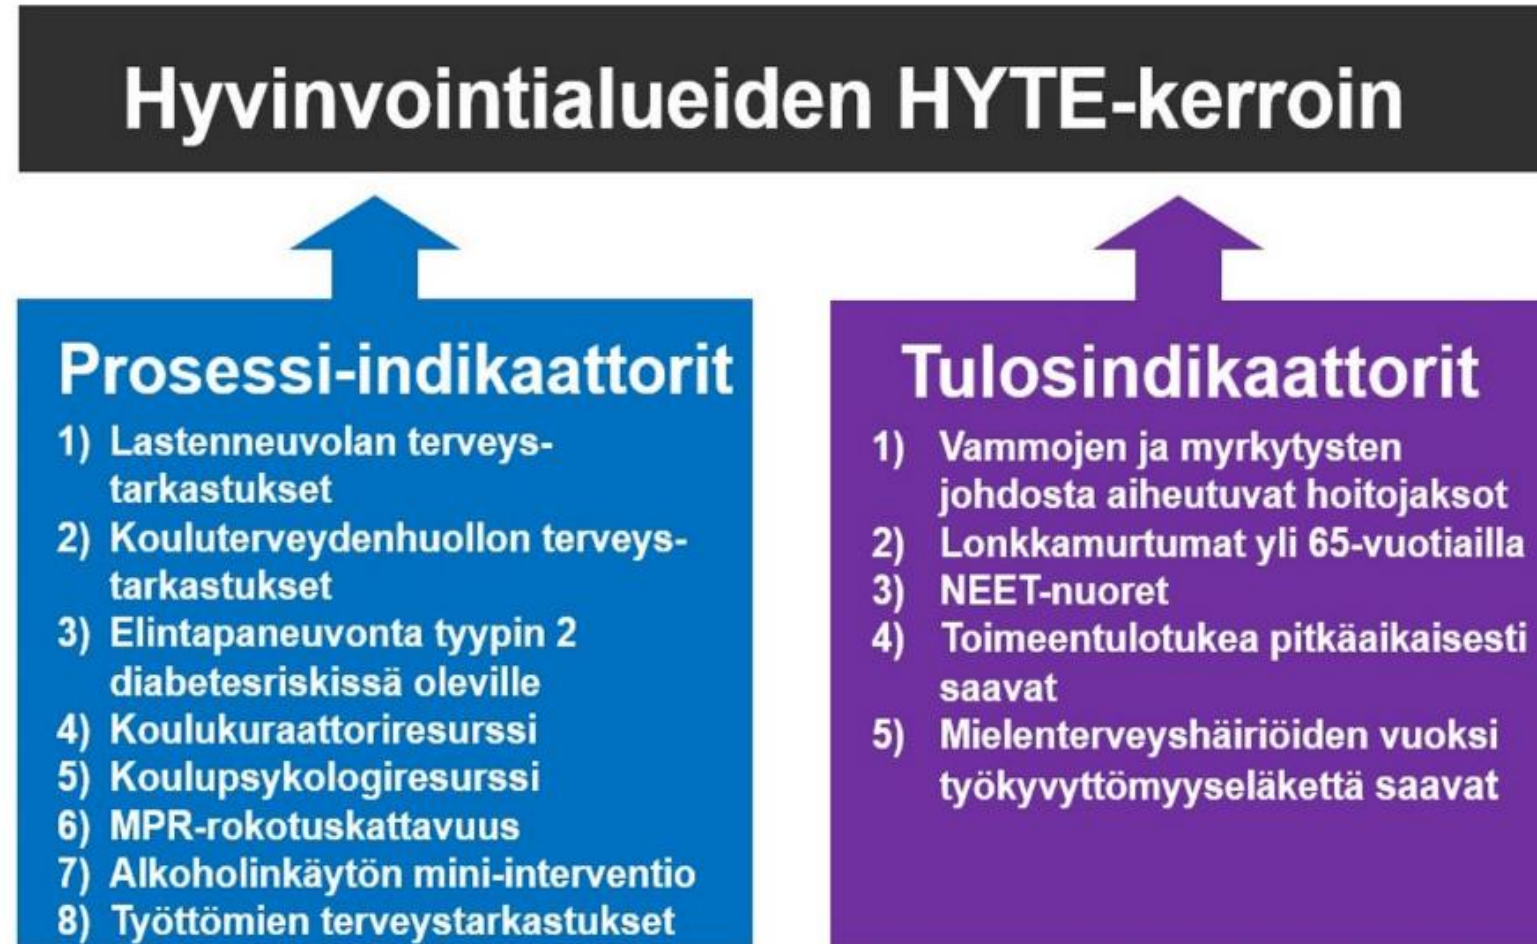 Hyvinvointialueiden HYTE-kerroin
Prosessi-indikaattorit
1) Lastenneuvolan terveys-
tarkastukset
2) Kouluterveydenhuollon terveys-
tarkastukset
3) Elintapaneuvonta tyypin 2
diabetesriskissä oleville
4) Koulukuraattoriresurssi
5) Koulupsykologiresurssi
6) MPR-rokotuskattavuus
7) Alkoholinkäytön mini-interventio
8) Työttömien terveystarkastukset
Tulosindikaattorit
1) Vammojen ja myrkytysten
johdosta aiheutuvat hoitojaksot
2) Lonkkamurtumat yli 65-vuotiailla
3) NEET-nuoret
4) Toimeentulotukea pitkäaikaisesti
saavat
5) Mielenterveyshäiriöiden vuoksi
työkyvyttömyyseläkettä saavat